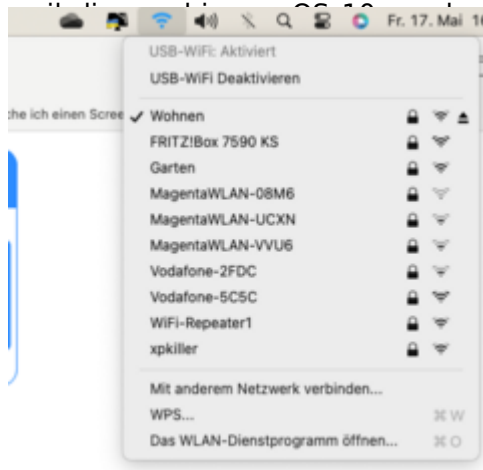 Fr. 17. Mai
USB-WiFi: Aktiviert
USB-WiFi Deaktivieren
che ich einen Scree
✓ Wohnen
FRITZ!Box 7590 KS
Garten
MagentaWLAN-08M6
MagentaWLAN-UCXN
MagentaWLAN-VVU6
Vodafone-2FDC
Vodafone-5C5C
WiFi-Repeater1
xpkiller
Mit anderem Netzwerk verbinden...
WPS... ⌘ W
Das WLAN-Dienstprogramm öffnen... ⌘ O